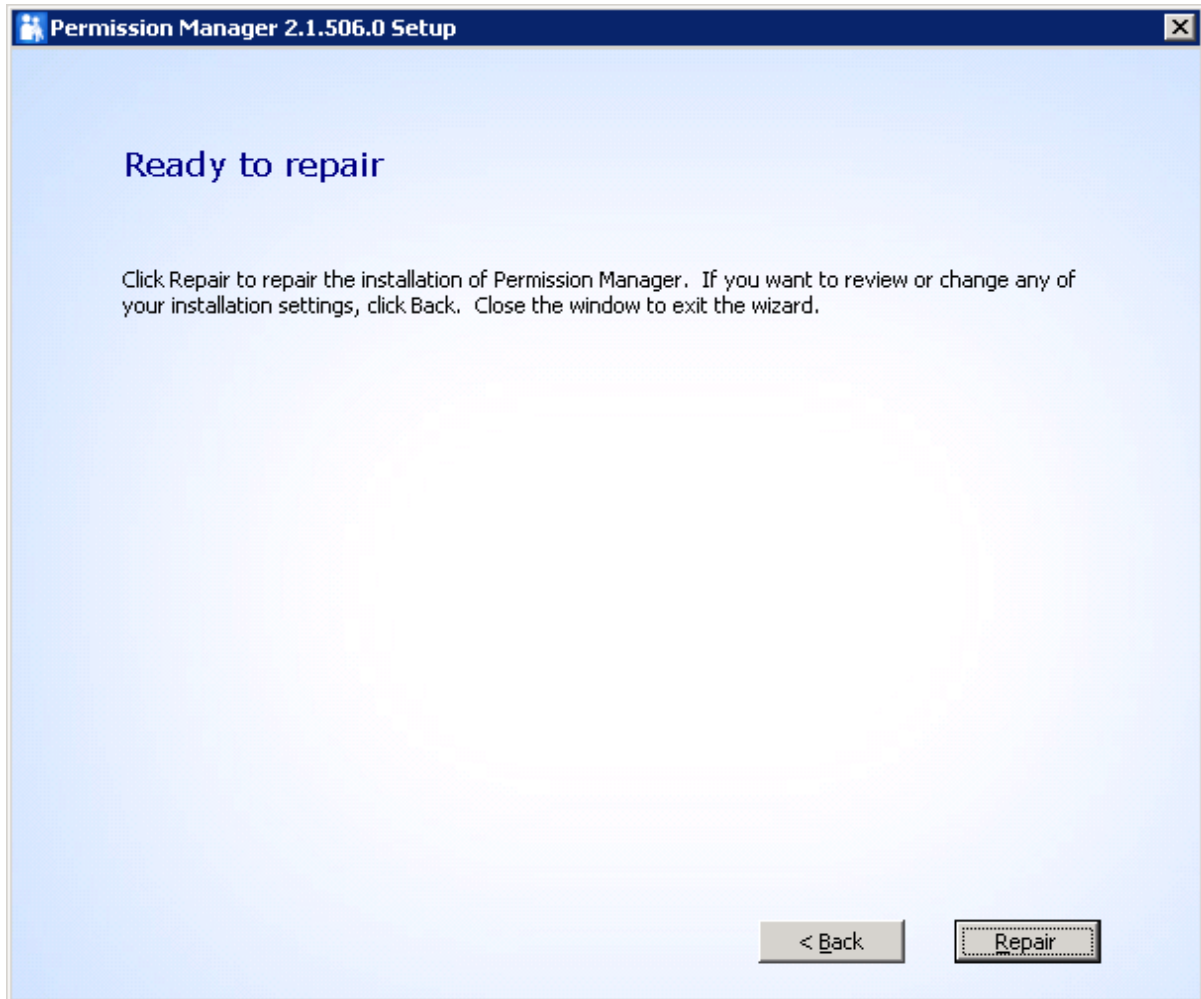 Permission Manager 2.1.506.0 Setup
Ready to repair
Click Repair to repair the installation of Permission Manager.  If you want to review or change any of
your installation settings, click Back.  Close the window to exit the wizard.
< Back
Repair